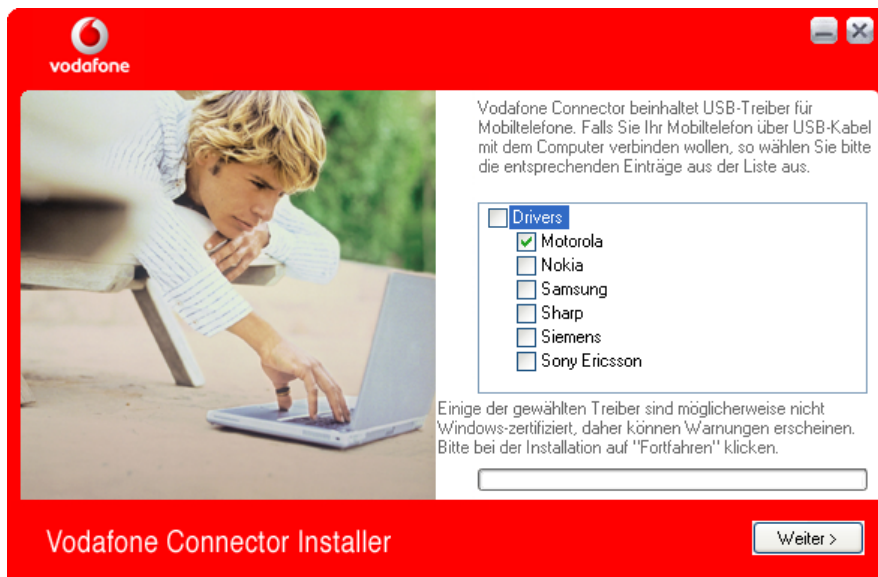 vodafone
Vodafone Connector beinhaltet USB-Treiber für
Mobiltelefone. Falls Sie Ihr Mobiltelefon über USB-Kabel
mit dem Computer verbinden wollen, so wählen Sie bitte
die entsprechenden Einträge aus der Liste aus.
Drivers
Motorola
Nokia
Samsung
Sharp
Siemens
Sony Ericsson
Einige der gewählten Treiber sind möglicherweise nicht
Windows-zertifiziert, daher können Warnungen erscheinen.
Bitte bei der Installation auf "Fortfahren" klicken.
Vodafone Connector Installer
Weiter >